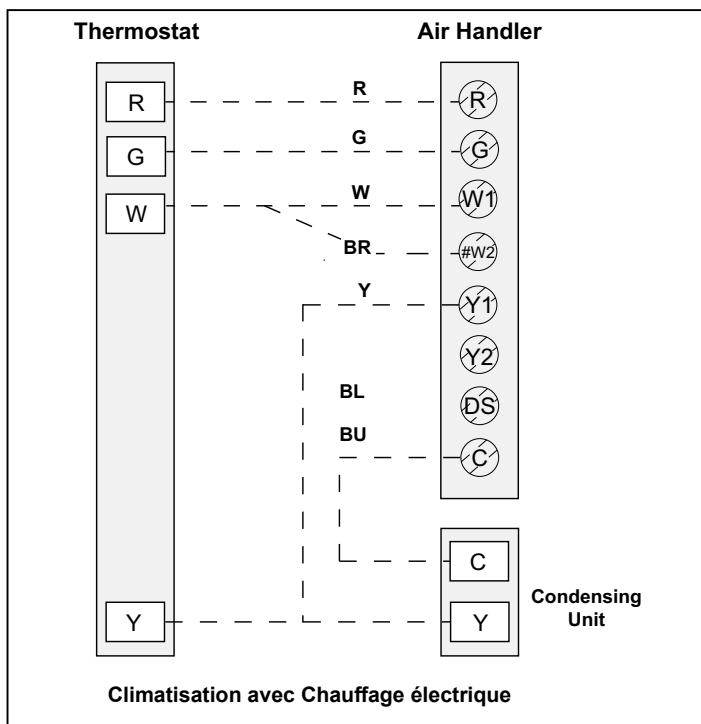 Thermostat Air Handler
R R R
G G G
W W W1
BR #W2
Y Y1
Y2
BL
DS
BU C
C
Condensing
Unit
Y Y
Climatisation avec Chauffage électrique